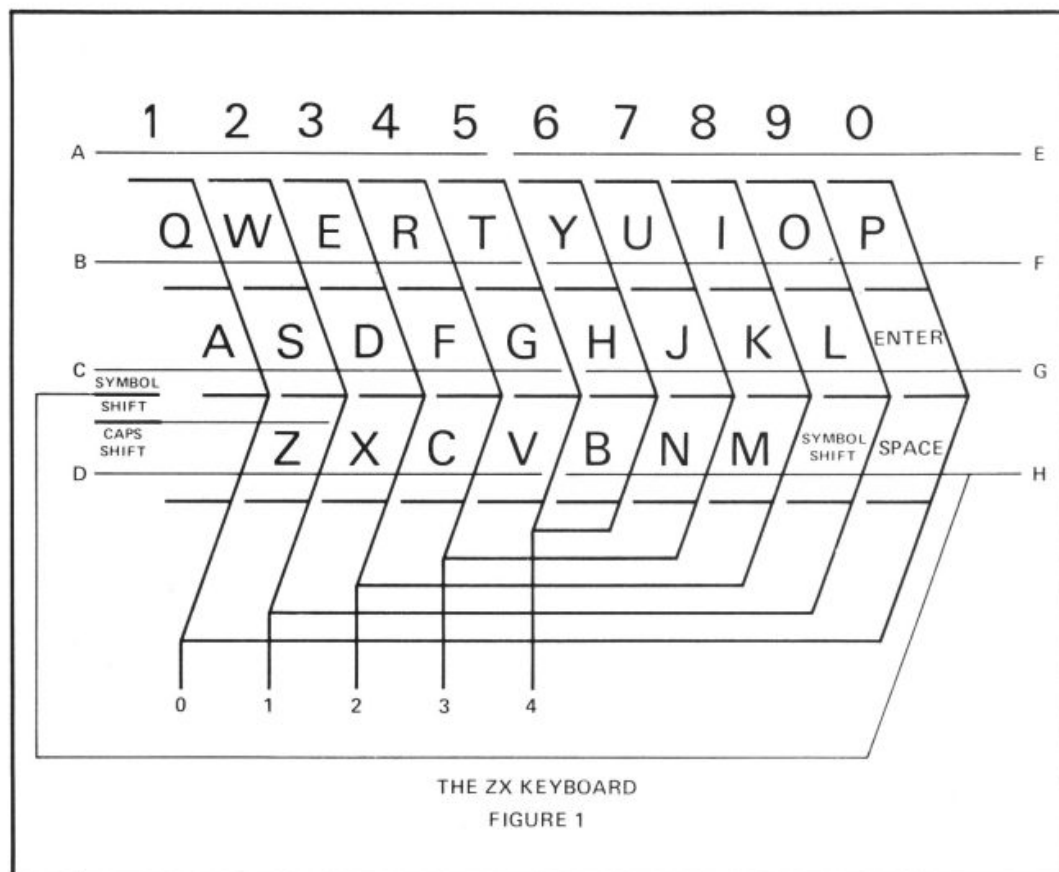 1 2 3 4 5 6 7 8 9 0
A E
Q W E R T Y U I O P
B F
A S D F G H J K L ENTER
C G
SYMBOL
SHIFT
CAPS
SHIFT
Z X C V B N M SYMBOL SHIFT SPACE
D H
0 1 2 3 4
THE ZX KEYBOARD
FIGURE 1